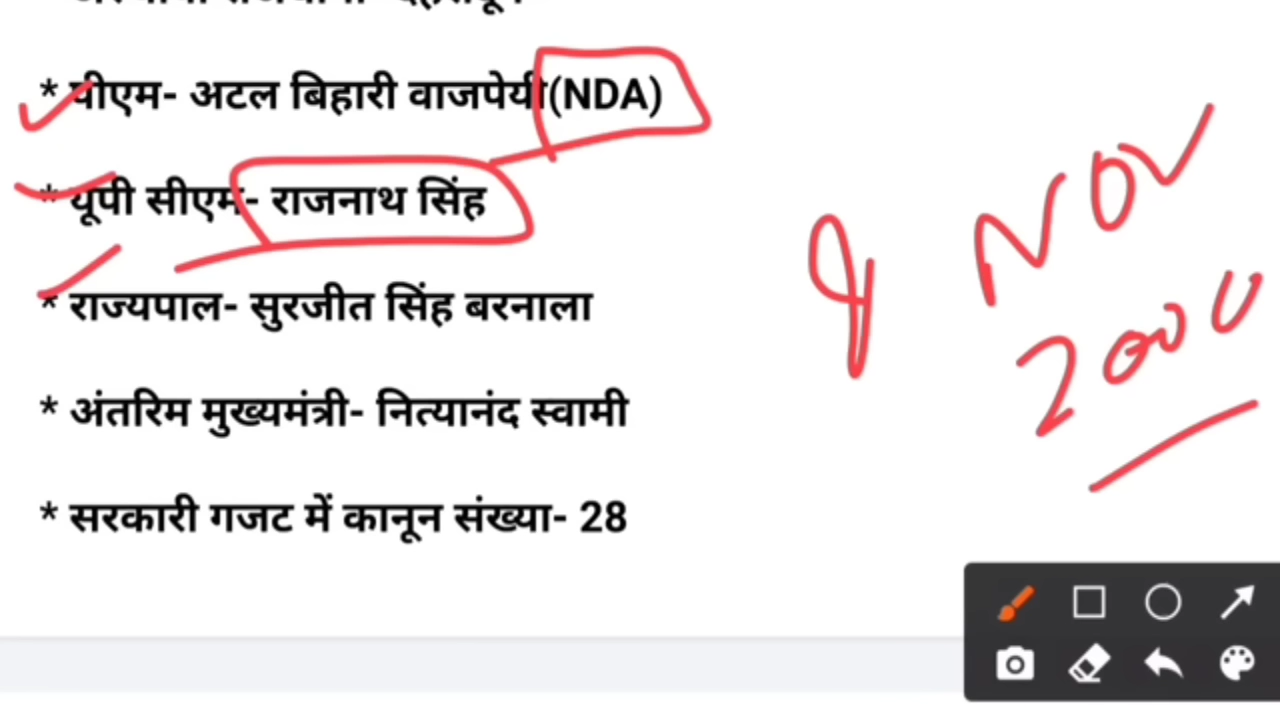 * पीएम- अटल बिहारी वाजपेयी(NDA)
* यूपी सीएम- राजनाथ सिंह
* राज्यपाल- सुरजीत सिंह बरनाला
* अंतरिम मुख्यमंत्री- नित्यानंद स्वामी
* सरकारी गजट में कानून संख्या- 28
9 NOV
2000